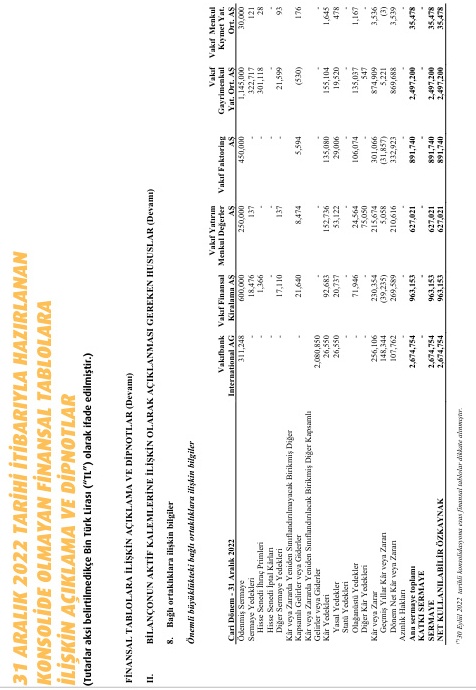 31 ARALIK 2022 TARİHİ İTİBARIYLA HAZIRLANAN
KONSOLİDE OLMAYAN FİNANSAL TABLOLARA
İLİŞKİN AÇIKLAMA VE DİPNOTLAR
(Tutarlar aksi belirtilmedikçe Bin Türk Lirası (“TL”) olarak ifade edilmiştir.)
FİNANSAL TABLOLARA İLİŞKİN AÇIKLAMA VE DİPNOTLAR (Devamı)
II. BİLANÇONUN AKTİF KALEMLERİNE İLİŞKİN OLARAK AÇIKLANMASI GEREKEN HUSUSLAR (Devamı)
8. Bağlı ortaklıklara ilişkin bilgiler
Önemli büyüklükteki bağlı ortaklıklara ilişkin bilgiler
Vakıfbank Vakıf Finansal Vakıf Yatırım Menkul Değerler Vakıf Faktoring Vakıf Gayrimenkul Vakıf Menkul Kıymet Yat.
Cari Dönem - 31 Aralık 2022 International AG Kiralama AŞ AŞ AŞ Yat. Ort. AŞ Ort. AŞ
Ödenmiş Sermaye 311,248 600,000 250,000 450,000 1,145,000 30,000
Sermaye Yedekleri - 18,476 137 - 322,717 121
Hisse Senedi İhraç Primleri - 1,366 - - 301,118 28
Hisse Senedi İptal Kârları - - - - - -
Diğer Sermaye Yedekleri - 17,110 137 - 21,599 93
Kâr veya Zararda Yeniden Sınıflandırılmayacak Birikmiş Diğer
Kapsamlı Gelirler veya Giderler - 21,640 8,474 5,594 (530) 176
Kâr veya Zararda Yeniden Sınıflandırılacak Birikmiş Diğer Kapsamlı
Gelirler veya Giderler 2,080,850 - - - - -
Kâr Yedekleri 26,550 92,683 152,736 135,080 155,104 1,645
Yasal Yedekler 26,550 20,737 53,122 29,006 19,520 478
Statü Yedekleri - - - - - -
Olağanüstü Yedekler - 71,946 24,564 106,074 135,037 1,167
Diğer Kâr Yedekleri - - 75,050 - 547 -
Kâr veya Zarar 256,106 230,354 215,674 301,066 874,909 3,536
Geçmiş Yıllar Kâr veya Zararı 148,344 (39,235) 5,058 (31,857) 5,221 (3)
Dönem Net Kâr veya Zararı 107,762 269,589 210,616 332,923 869,688 3,539
Azınlık Hakları - - - - - -
Ana sermaye toplamı 2,674,754 963,153 627,021 891,740 2,497,200 35,478
KATKI SERMAYE - - - - - -
SERMAYE 2,674,754 963,153 627,021 891,740 2,497,200 35,478
NET KULLANILABİLİR ÖZKAYNAK 2,674,754 963,153 627,021 891,740 2,497,200 35,478
(*)30 Eylül 2022 tarihli konsolidasyona esas finansal tablolar dikkate alınmıştır.